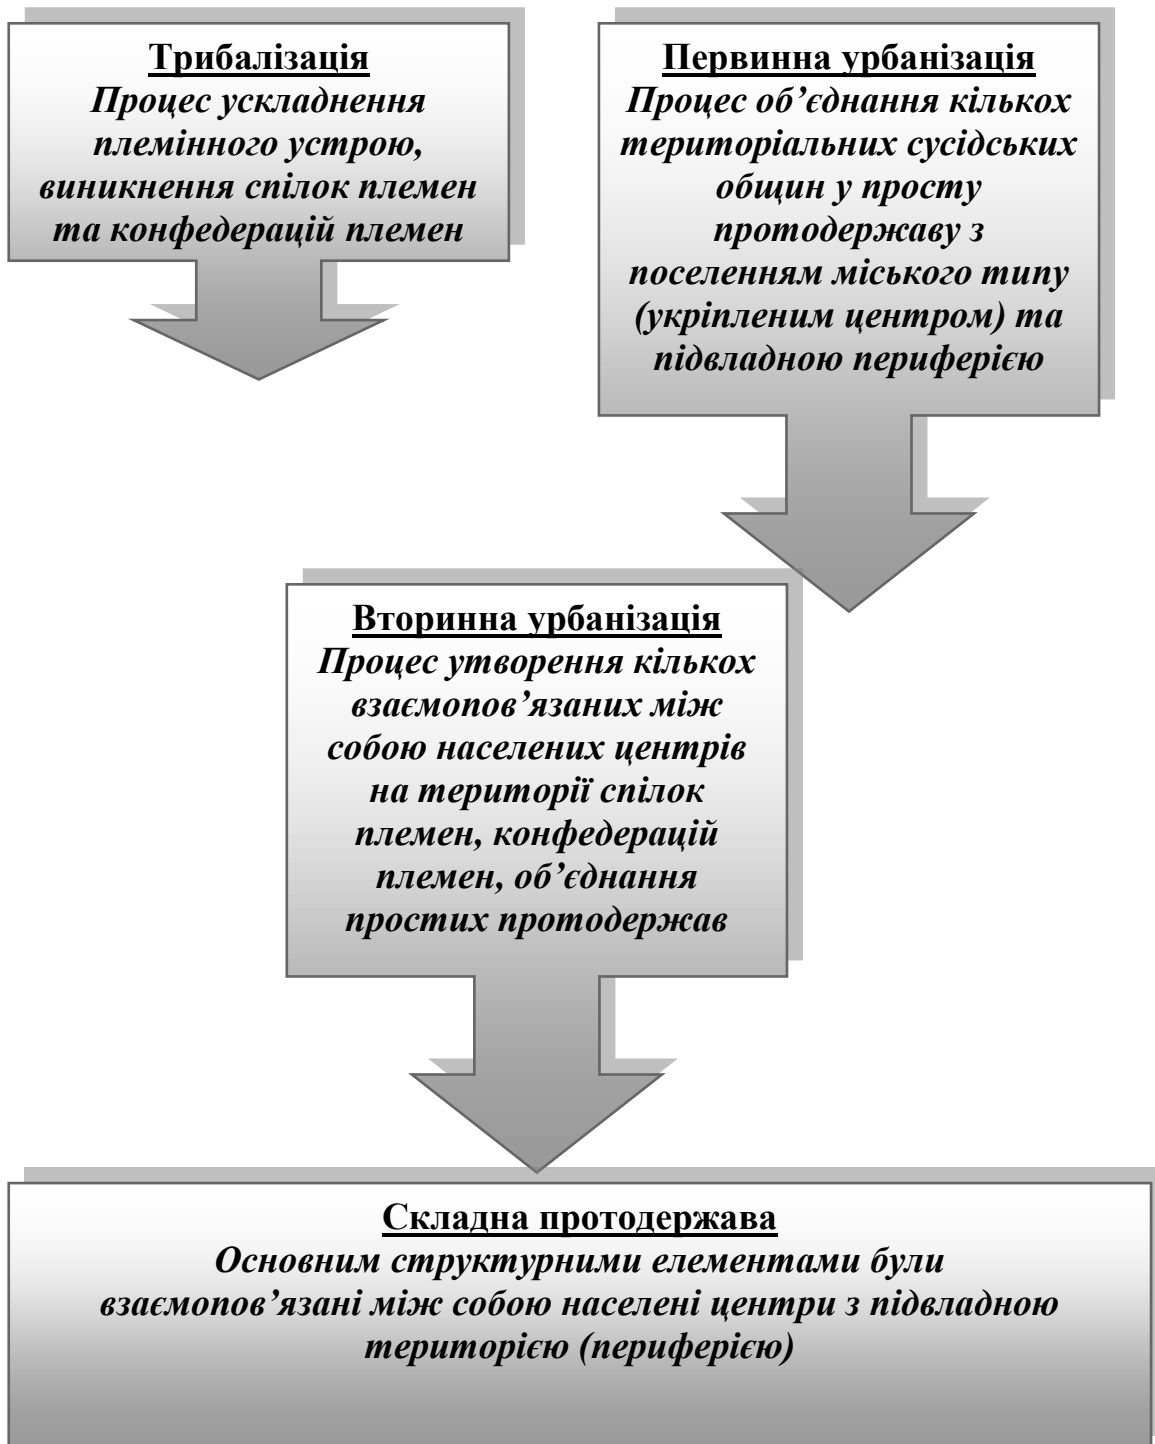 Трибалізація
Процес ускладнення
племінного устрою,
виникнення спілок племен
та конфедерацій племен
Первинна урбанізація
Процес об’єднання кількох
територіальних сусідських
общин у просту
протодержаву з
поселенням міського типу
(укріпленим центром) та
підвладною периферією
Вторинна урбанізація
Процес утворення кількох
взаємопов’язаних між
собою населених центрів
на території спілок
племен, конфедерацій
племен, об’єднання
простих протодержав
Складна протодержава
Основним структурними елементами були
взаємопов’язані між собою населені центри з підвладною
територією (периферією)